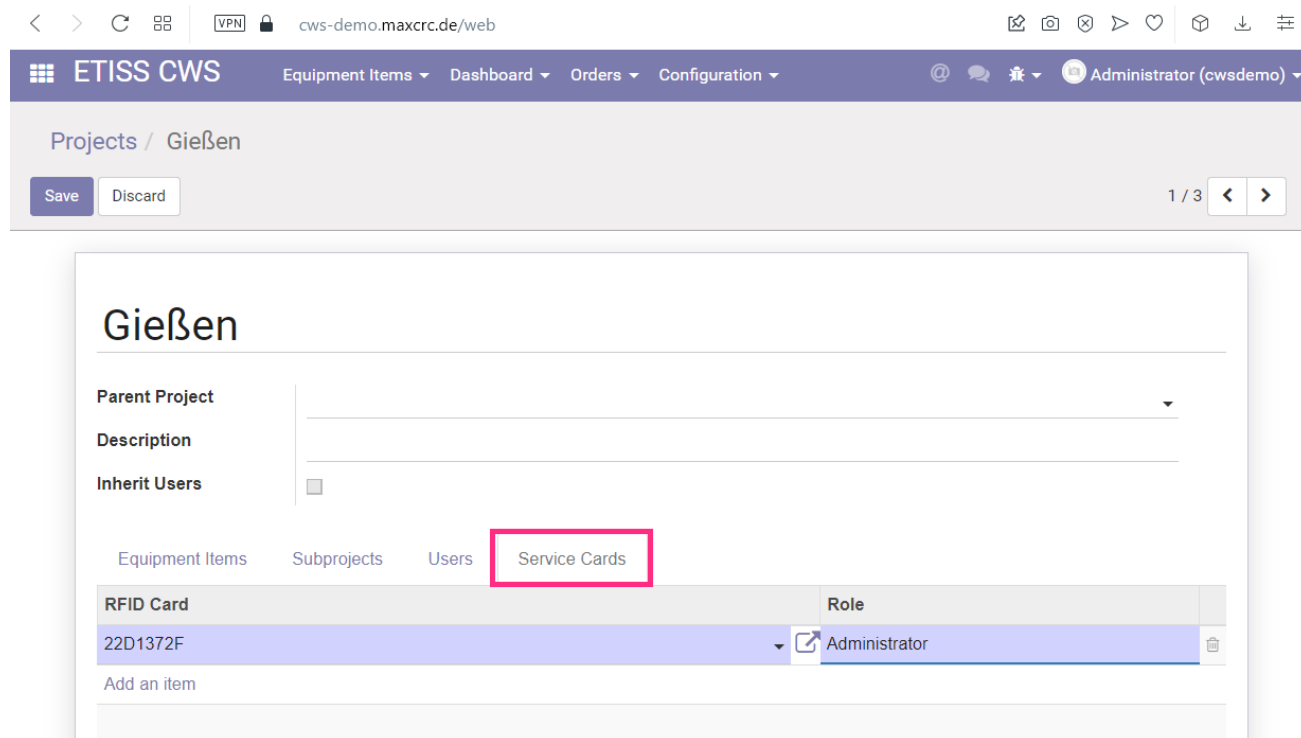 VPN cws-demo.maxcrc.de/web
ETISS CWS Equipment Items Dashboard Orders Configuration @ Administrator (cwsdemo)
Projects / Gießen
Save Discard 1 / 3
Gießen
Parent Project
Description
Inherit Users
Equipment Items Subprojects Users Service Cards
RFID Card Role
22D1372F Administrator
Add an item